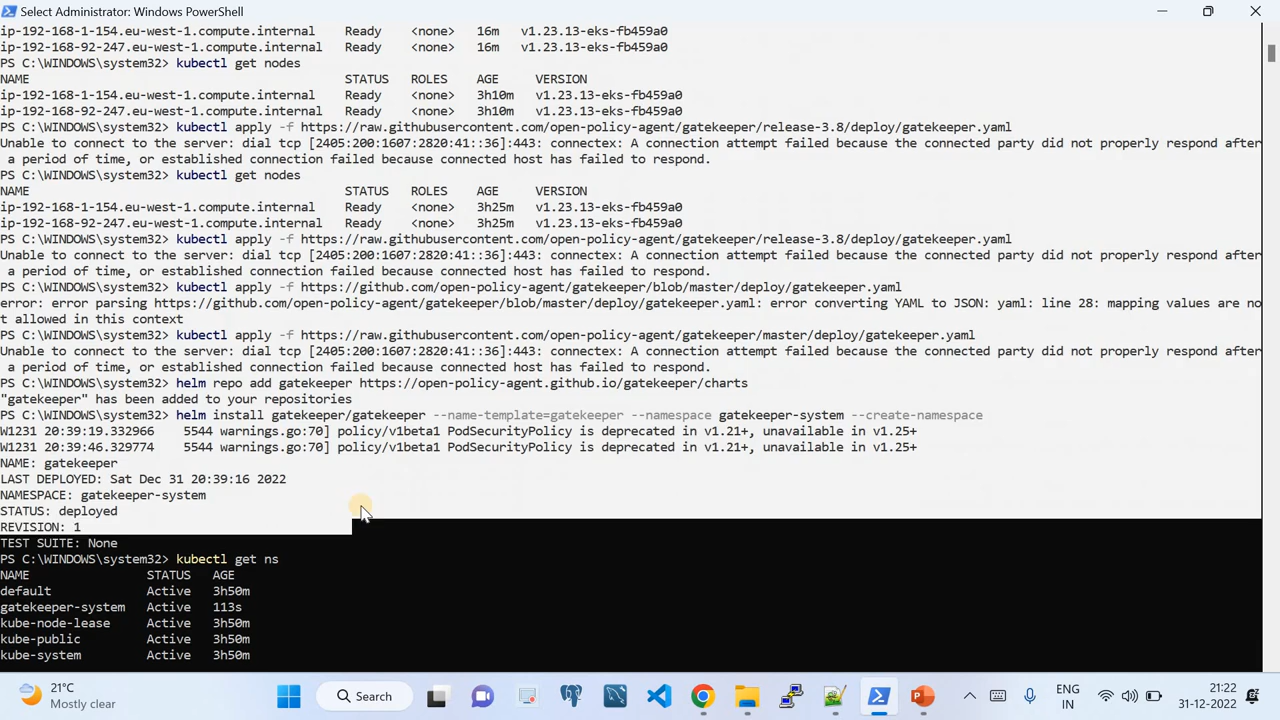 Select Administrator: Windows PowerShell
ip-192-168-1-154.eu-west-1.compute.internal   Ready   <none>   16m   v1.23.13-eks-fb459a0
ip-192-168-92-247.eu-west-1.compute.internal   Ready   <none>   16m   v1.23.13-eks-fb459a0
PS C:\WINDOWS\system32> kubectl get nodes
NAME   STATUS   ROLES   AGE   VERSION
ip-192-168-1-154.eu-west-1.compute.internal   Ready   <none>   3h10m   v1.23.13-eks-fb459a0
ip-192-168-92-247.eu-west-1.compute.internal   Ready   <none>   3h10m   v1.23.13-eks-fb459a0
PS C:\WINDOWS\system32> kubectl apply -f https://raw.githubusercontent.com/open-policy-agent/gatekeeper/release-3.8/deploy/gatekeeper.yaml
Unable to connect to the server: dial tcp [2405:200:1607:2820:41::36]:443: connectex: A connection attempt failed because the connected party did not properly respond after
 a period of time, or established connection failed because connected host has failed to respond.
PS C:\WINDOWS\system32> kubectl get nodes
NAME   STATUS   ROLES   AGE   VERSION
ip-192-168-1-154.eu-west-1.compute.internal   Ready   <none>   3h25m   v1.23.13-eks-fb459a0
ip-192-168-92-247.eu-west-1.compute.internal   Ready   <none>   3h25m   v1.23.13-eks-fb459a0
PS C:\WINDOWS\system32> kubectl apply -f https://raw.githubusercontent.com/open-policy-agent/gatekeeper/release-3.8/deploy/gatekeeper.yaml
Unable to connect to the server: dial tcp [2405:200:1607:2820:41::36]:443: connectex: A connection attempt failed because the connected party did not properly respond after
 a period of time, or established connection failed because connected host has failed to respond.
PS C:\WINDOWS\system32> kubectl apply -f https://github.com/open-policy-agent/gatekeeper/blob/master/deploy/gatekeeper.yaml
error: error parsing https://github.com/open-policy-agent/gatekeeper/blob/master/deploy/gatekeeper.yaml: error converting YAML to JSON: yaml: line 28: mapping values are no
t allowed in this context
PS C:\WINDOWS\system32> kubectl apply -f https://raw.githubusercontent.com/open-policy-agent/gatekeeper/master/deploy/gatekeeper.yaml
Unable to connect to the server: dial tcp [2405:200:1607:2820:41::36]:443: connectex: A connection attempt failed because the connected party did not properly respond after
 a period of time, or established connection failed because connected host has failed to respond.
PS C:\WINDOWS\system32> helm repo add gatekeeper https://open-policy-agent.github.io/gatekeeper/charts
"gatekeeper" has been added to your repositories
PS C:\WINDOWS\system32> helm install gatekeeper/gatekeeper --name-template=gatekeeper --namespace gatekeeper-system --create-namespace
W1231 20:39:19.332966    5544 warnings.go:70] policy/v1beta1 PodSecurityPolicy is deprecated in v1.21+, unavailable in v1.25+
W1231 20:39:46.329774    5544 warnings.go:70] policy/v1beta1 PodSecurityPolicy is deprecated in v1.21+, unavailable in v1.25+
NAME: gatekeeper
LAST DEPLOYED: Sat Dec 31 20:39:16 2022
NAMESPACE: gatekeeper-system
STATUS: deployed
REVISION: 1
TEST SUITE: None
PS C:\WINDOWS\system32> kubectl get ns
NAME   STATUS   AGE
default   Active   3h50m
gatekeeper-system   Active   113s
kube-node-lease   Active   3h50m
kube-public   Active   3h50m
kube-system   Active   3h50m
21°C
Mostly clear
Search
ENG
IN
21:22
31-12-2022